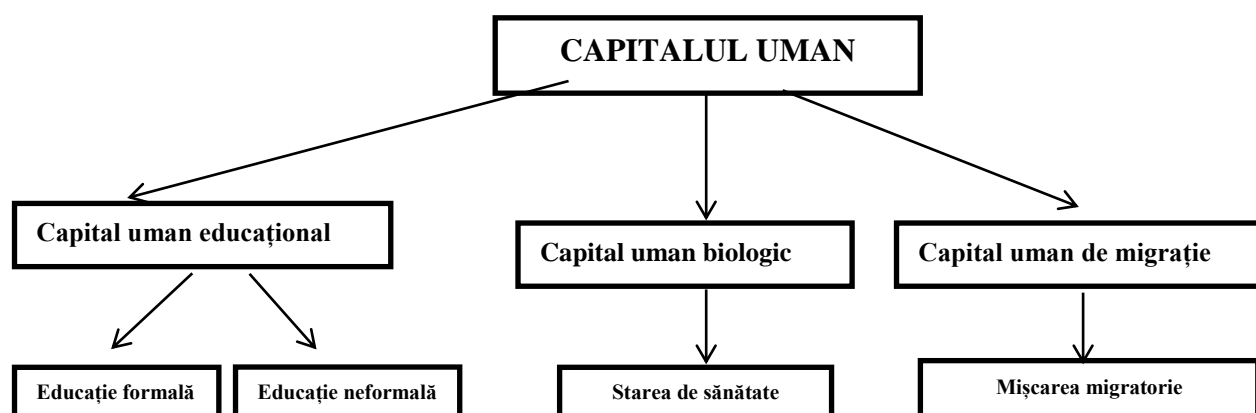 CAPITALUL UMAN
Capital uman educațional
Capital uman biologic
Capital uman de migrație
Educație formală
Educație neformală
Starea de sănătate
Mișcarea migratorie